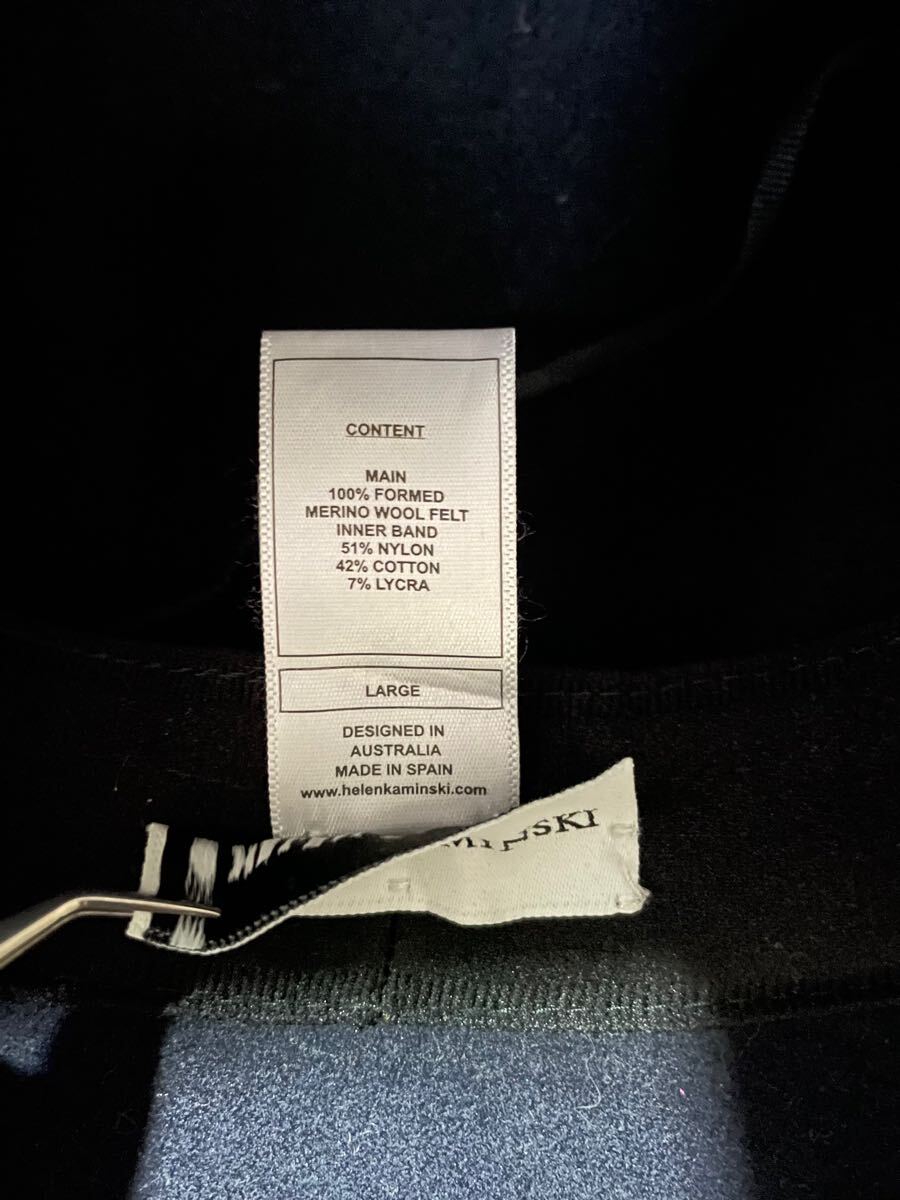 CONTENT
MAIN
100% FORMED
MERINO WOOL FELT
INNER BAND
51% NYLON
42% COTTON
7% LYCRA
LARGE
DESIGNED IN
AUSTRALIA
MADE IN SPAIN
www.helenkaminski.com